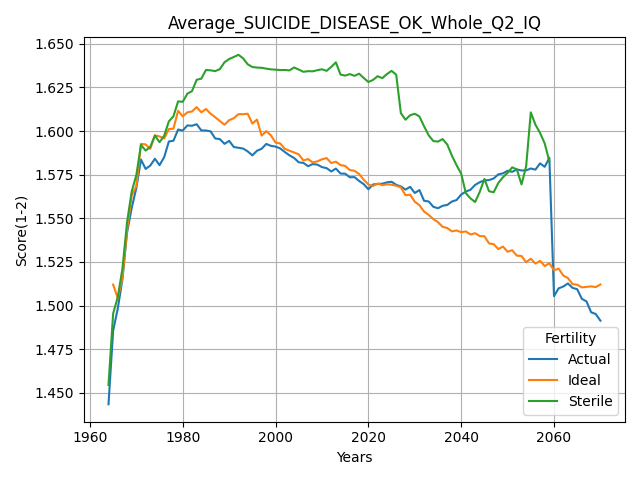 Average_SUICIDE_DISEASE_OK_Whole_Q2_IQ
Score(1-2)
1.650
1.625
1.600
1.575
1.550
1.525
1.500
1.475
1.450
1960
1980
2000
2020
2040
2060
Years
Fertility
Actual
Ideal
Sterile